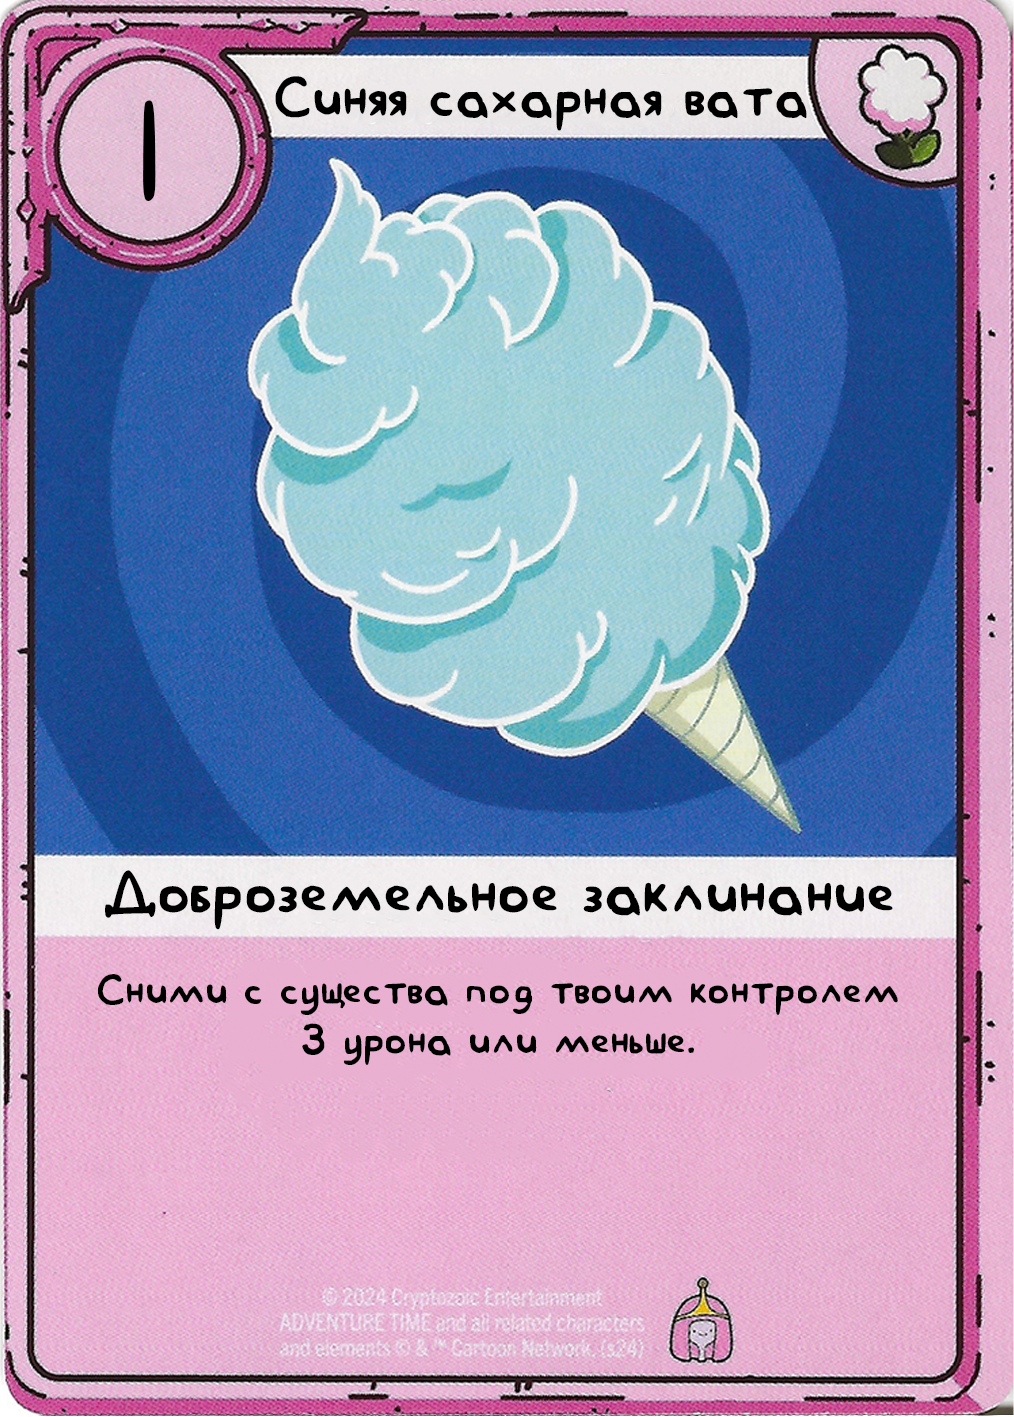 1
Синяя сахарная вата
Доброземельное заклинание
Сними с существа под твоим контролем
3 урона или меньше.
© 2024 Cryptozoic Entertainment
ADVENTURE TIME and all related characters
and elements © & ™ Cartoon Network. (s24)